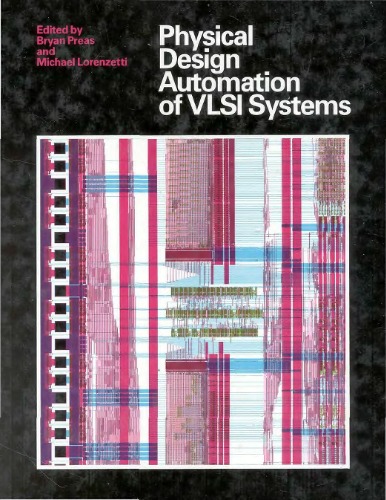 Edited by
Bryan Preas
and
Michael Lorenzetti
Physical
Design
Automation
of VLSI Systems